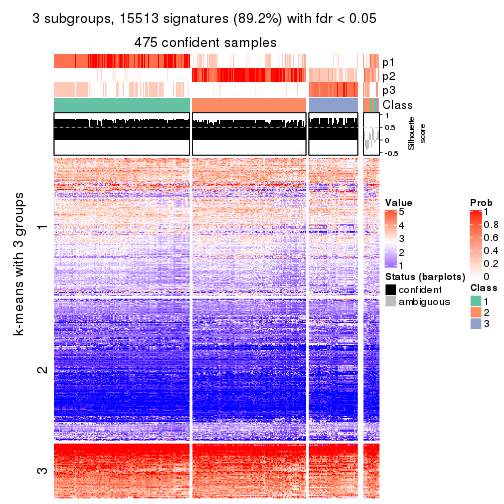 3 subgroups, 15513 signatures (89.2%) with fdr < 0.05
475 confident samples
p1
p2
p3
Class
1
0.5
0
-0.5
Silhouette
score
k-means with 3 groups
1
2
3
Value
5
4
3
2
1
Status (barplots)
confident
ambiguous
Prob
1
0.8
0.6
0.4
0.2
0
Class
1
2
3